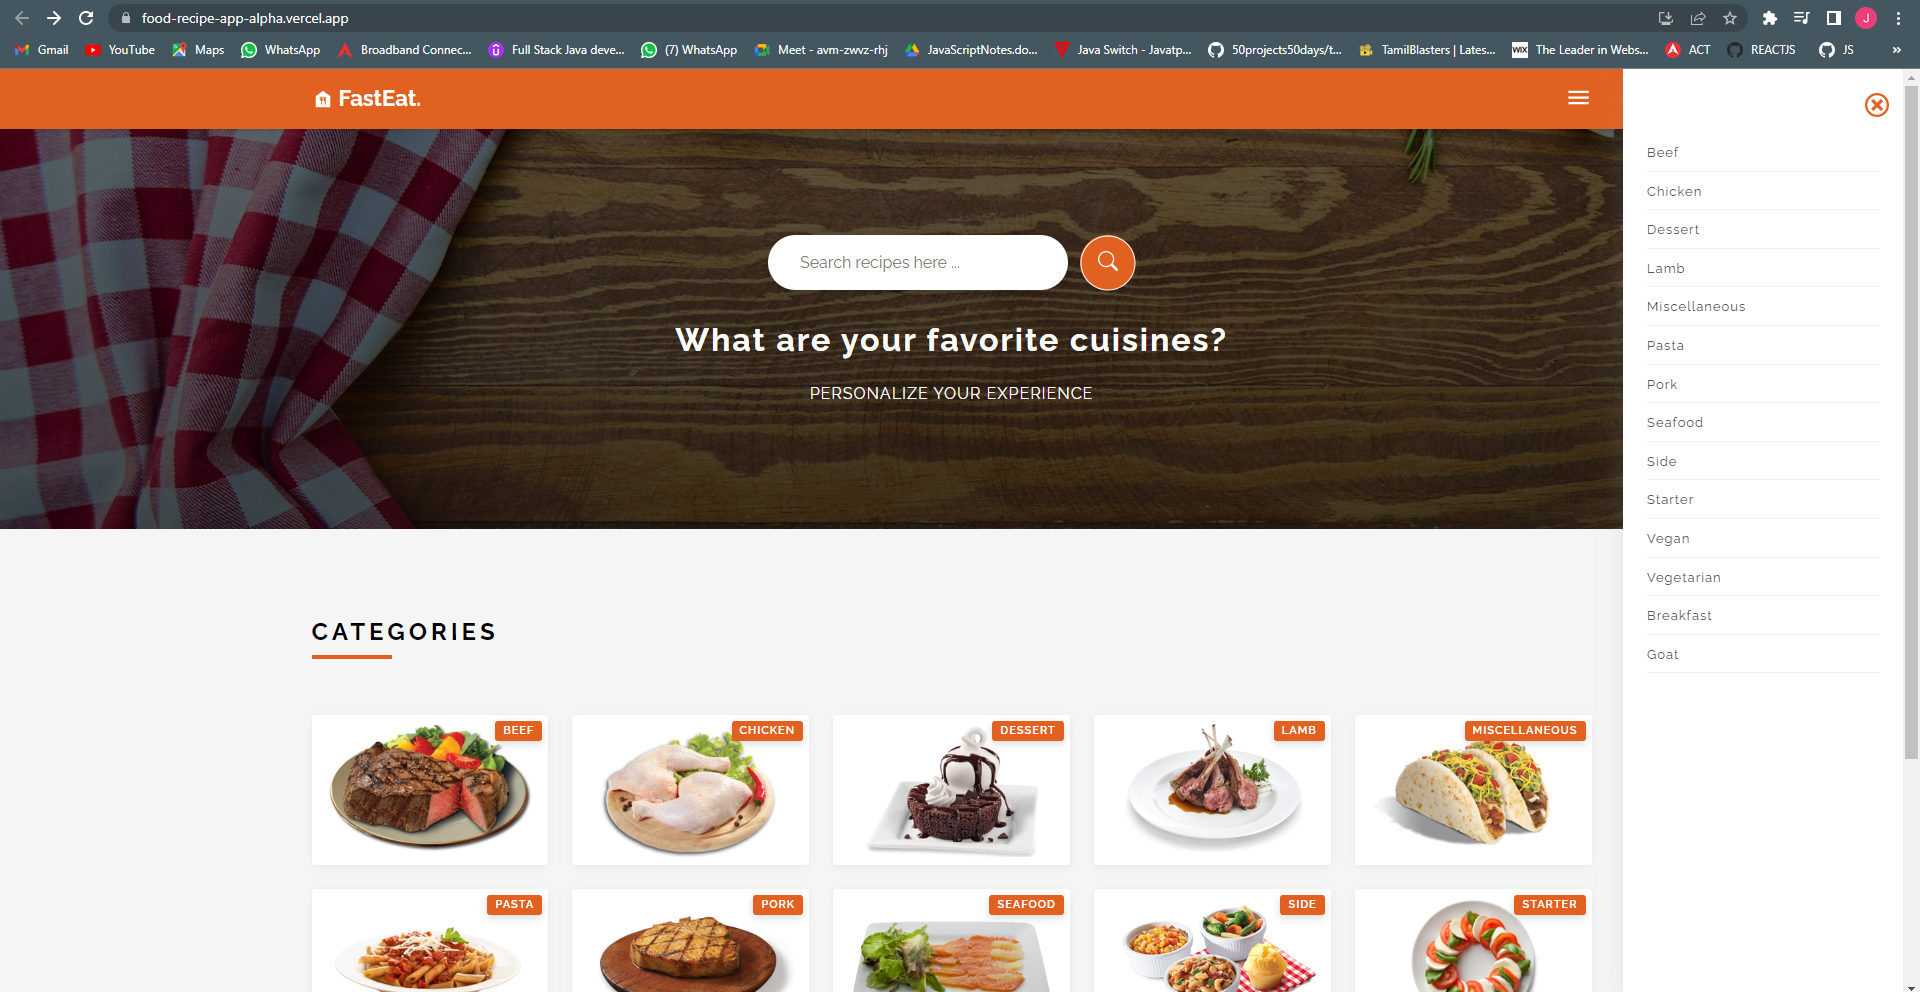 food-recipe-app-alpha.vercel.app
J
Gmail YouTube Maps WhatsApp Broadband Connec... Full Stack Java deve... (7) WhatsApp Meet - avm-zwvz-rhj JavaScriptNotes.do... Java Switch - Javatp... 50projects50days/t... TamilBlasters | Lates... WIX The Leader in Webs... ACT REACTJS JS »
FastEat.
Search recipes here ...
What are your favorite cuisines?
PERSONALIZE YOUR EXPERIENCE
Beef
Chicken
Dessert
Lamb
Miscellaneous
Pasta
Pork
Seafood
Side
Starter
Vegan
Vegetarian
Breakfast
Goat
CATEGORIES
BEEF
CHICKEN
DESSERT
LAMB
MISCELLANEOUS
PASTA
PORK
SEAFOOD
SIDE
STARTER